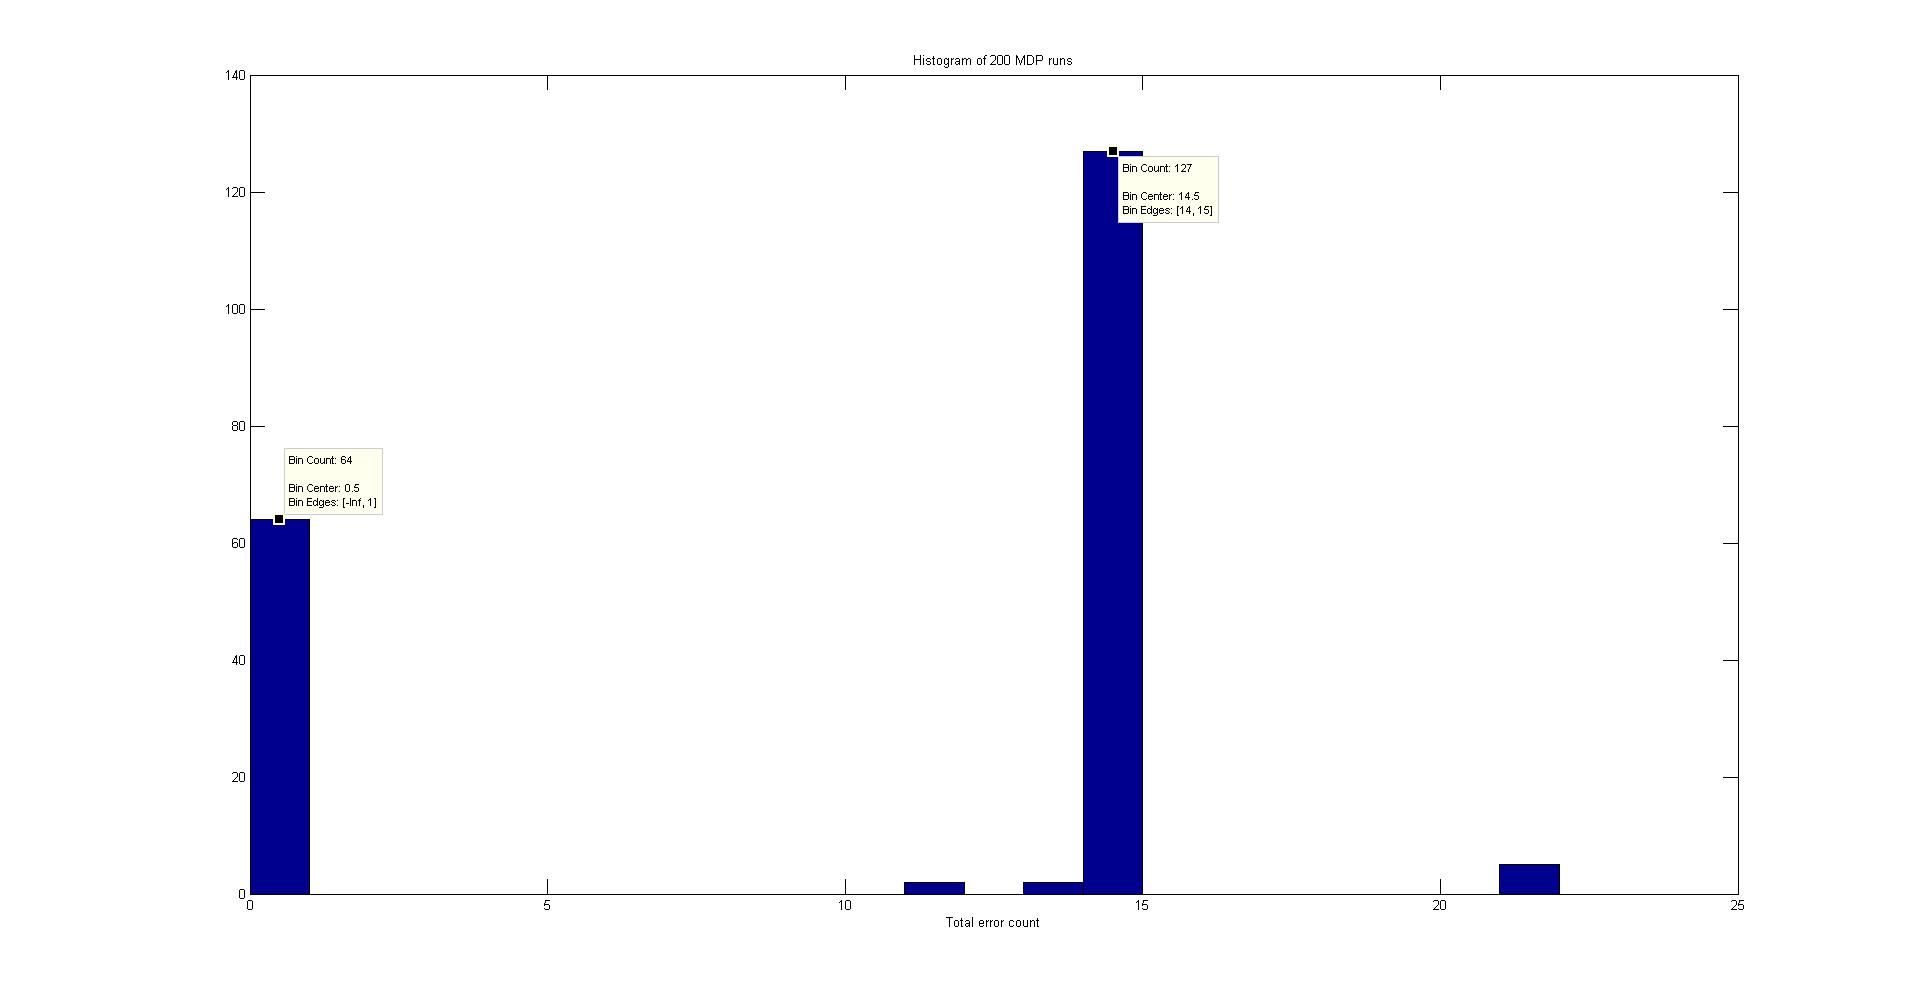 Histogram of 200 MDP runs
140
120
100
80
60
40
20
0
Bin Count: 127
Bin Center: 14.5
Bin Edges: [14, 15]
Bin Count: 64
Bin Center: 0.5
Bin Edges: [-Inf, 1]
0 5 10 15 20 25
Total error count